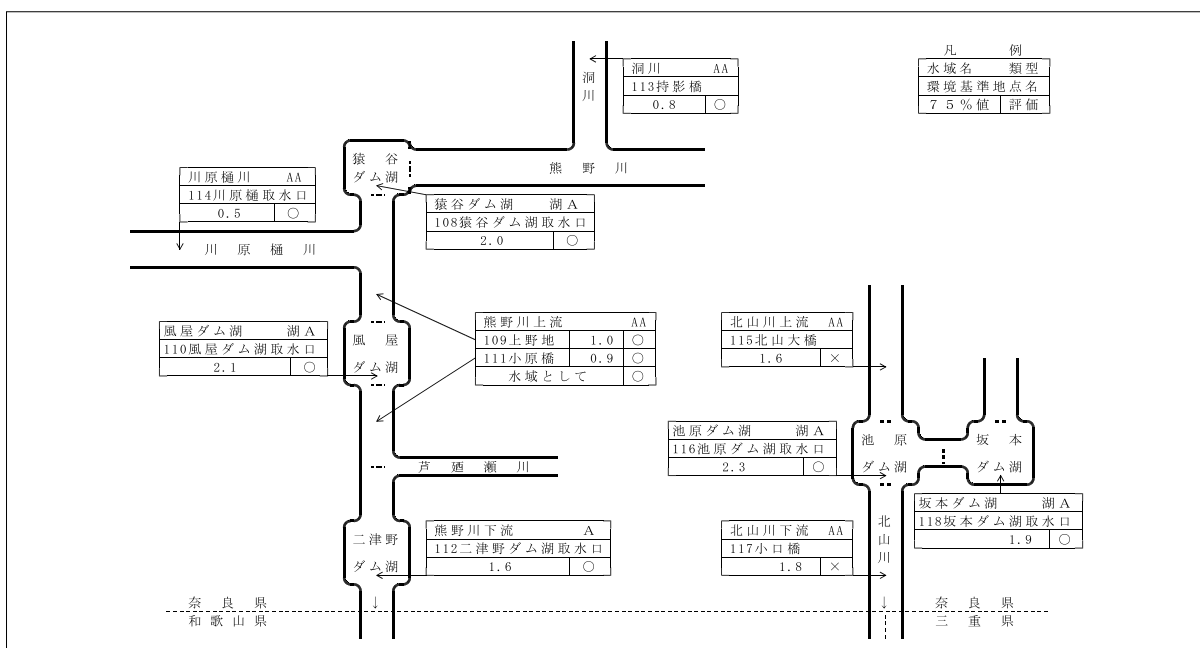 凡　例
水域名　類型
環境基準地点名
７５％値　評価
洞川　AA
113持影橋
0.8　○
洞川
熊野川
猿谷
ダム湖
川原樋川　AA
114川原樋取水口
0.5　○
猿谷ダム湖　湖A
108猿谷ダム湖取水口
2.0　○
川原樋川
風屋ダム湖　湖A
110風屋ダム湖取水口
2.1　○
風屋
ダム湖
熊野川上流　AA
109上野地　1.0　○
111小原橋　0.9　○
水域として　○
北山川上流　AA
115北山大橋
1.6　×
池原ダム湖　湖A
116池原ダム湖取水口
2.3　○
池原
ダム湖
坂本
ダム湖
芦廼瀬川
坂本ダム湖　湖A
118坂本ダム湖取水口
1.9　○
二津野
ダム湖
熊野川下流　A
112二津野ダム湖取水口
1.6　○
北山川下流　AA
117小口橋
1.8　×
北山川
奈良県　↓　↓　奈良県
和歌山県　三重県